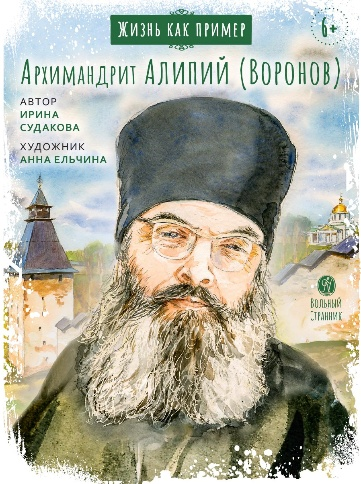 Жизнь как пример
6+
Архимандрит Алипий (Воронов)
АВТОР
ИРИНА
СУДАКОВА
ХУДОЖНИК
АННА ЕЛЬЧИНА
Вольный
Странник